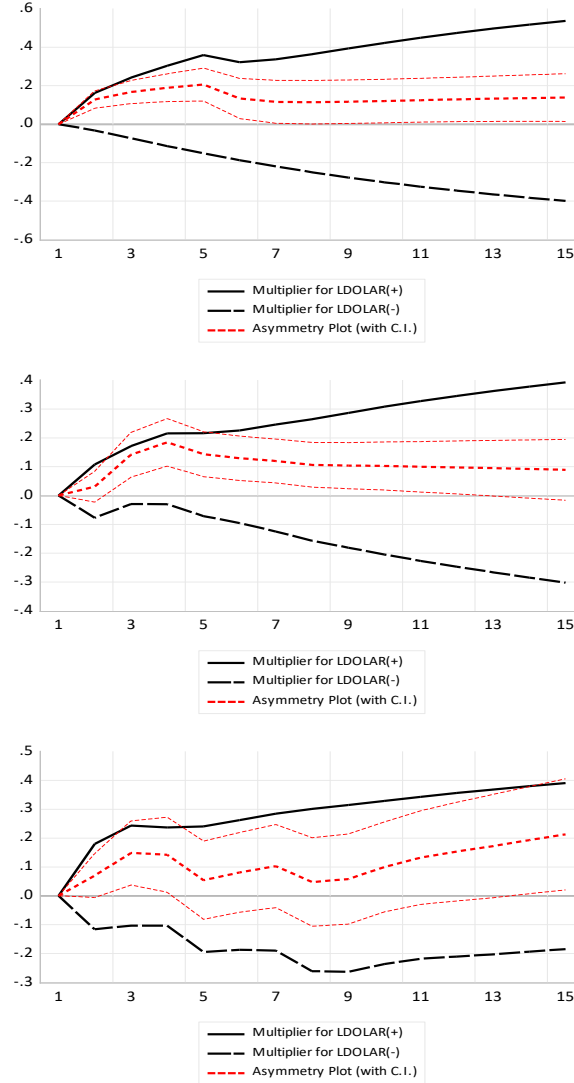 .6
.4
.2
.0
-.2
-.4
-.6
1 3 5 7 9 11 13 15
Multiplier for LDOLAR(+)
Multiplier for LDOLAR(-)
Asymmetry Plot (with C.I.)
.4
.3
.2
.1
.0
-.1
-.2
-.3
-.4
1 3 5 7 9 11 13 15
Multiplier for LDOLAR(+)
Multiplier for LDOLAR(-)
Asymmetry Plot (with C.I.)
.5
.4
.3
.2
.1
.0
-.1
-.2
-.3
1 3 5 7 9 11 13 15
Multiplier for LDOLAR(+)
Multiplier for LDOLAR(-)
Asymmetry Plot (with C.I.)